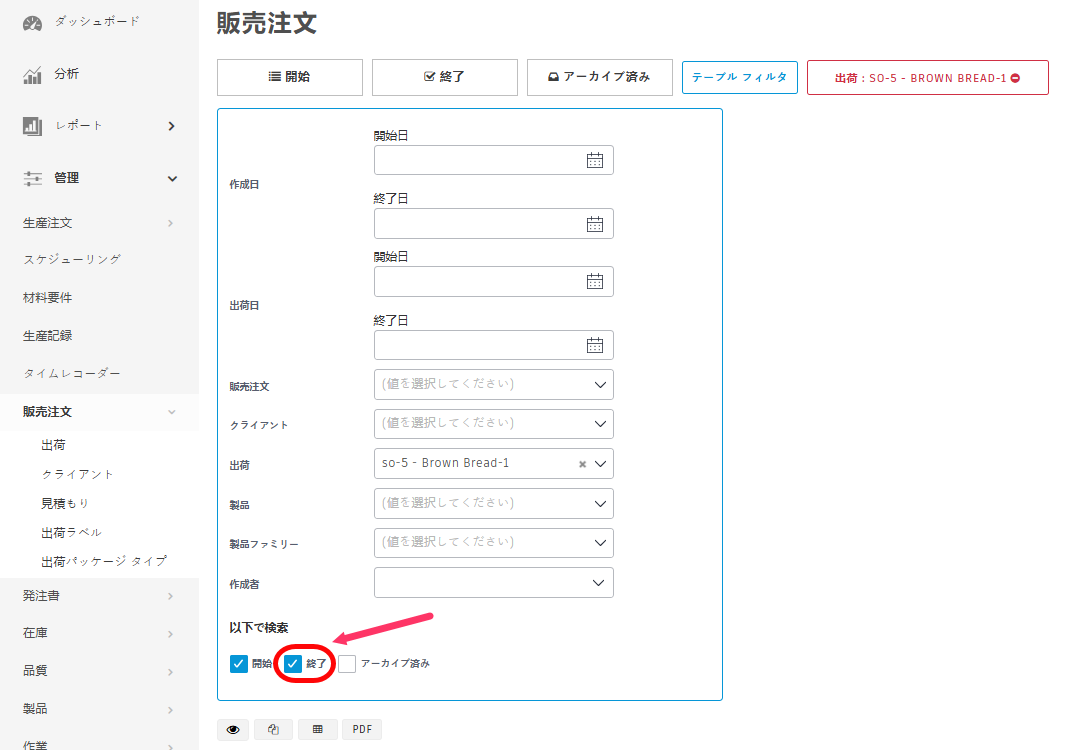 ダッシュボード
分析
レポート
管理
生産注文
スケジューリング
材料要件
生産記録
タイムレコーダー
販売注文
出荷
クライアント
見積もり
出荷ラベル
出荷パッケージ タイプ
発注書
在庫
品質
製品
作業
販売注文
開始
終了
アーカイブ済み
テーブル フィルタ
出荷 : SO-5 - BROWN BREAD-1
作成日
開始日
終了日
出荷日
開始日
終了日
販売注文 (値を選択してください)
クライアント (値を選択してください)
出荷 so-5 - Brown Bread-1
製品 (値を選択してください)
製品ファミリー (値を選択してください)
作成者
以下で検索
開始 終了 アーカイブ済み
PDF